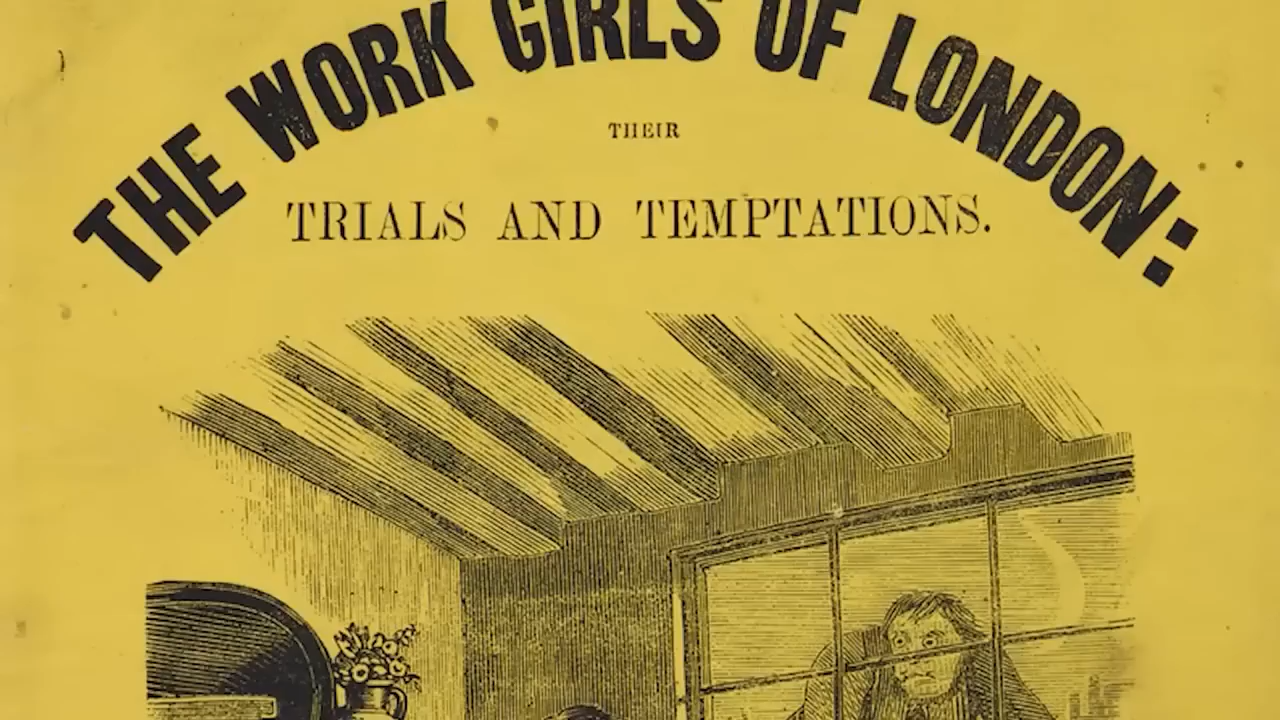 THE WORK GIRLS OF LONDON:
THEIR
TRIALS AND TEMPTATIONS.